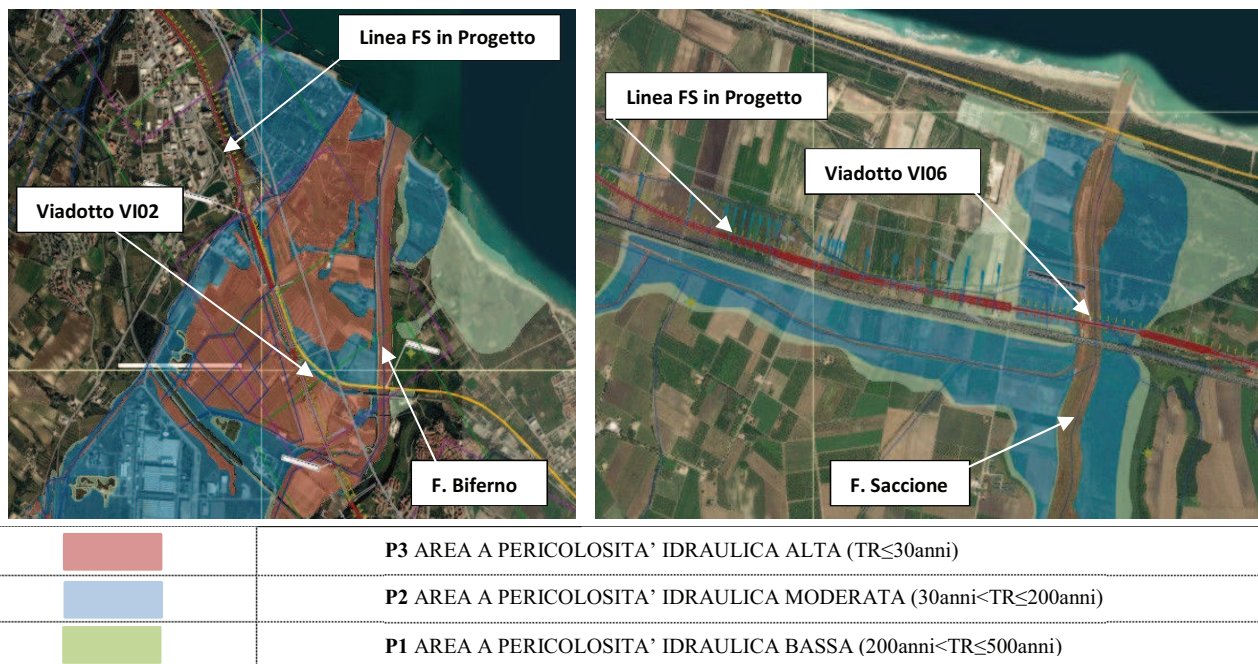 Linea FS in Progetto
Viadotto VI02
F. Biferno
Linea FS in Progetto
Viadotto VI06
F. Saccione
P3 AREA A PERICOLOSITA’ IDRAULICA ALTA (TR≤30anni)
P2 AREA A PERICOLOSITA’ IDRAULICA MODERATA (30anni<TR≤200anni)
P1 AREA A PERICOLOSITA’ IDRAULICA BASSA (200anni<TR≤500anni)